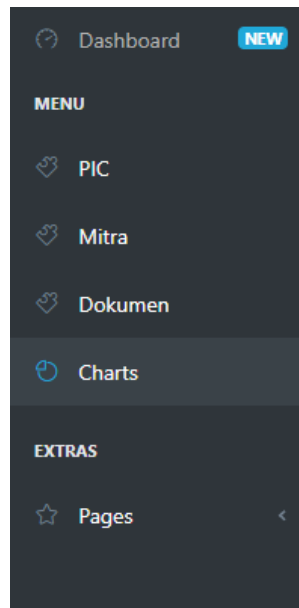 Dashboard NEW
MENU
PIC
Mitra
Dokumen
Charts
EXTRAS
Pages